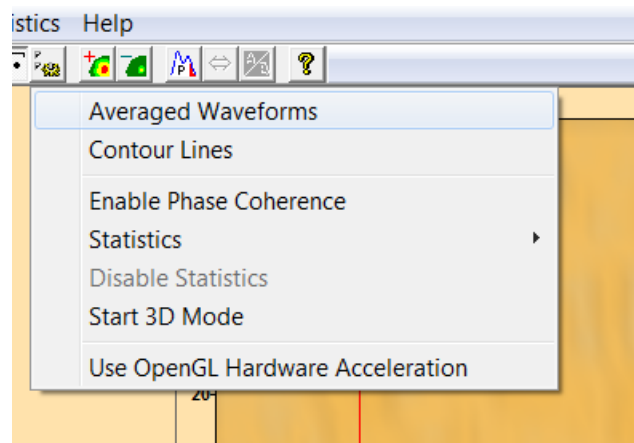 istics Help
Averaged Waveforms
Contour Lines
Enable Phase Coherence
Statistics
Disable Statistics
Start 3D Mode
Use OpenGL Hardware Acceleration
20